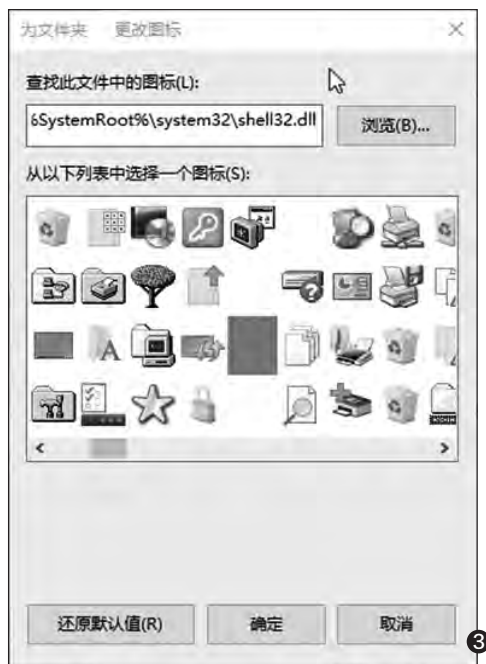 为文件夹 更改图标
查找此文件中的图标(L):
6SystemRoot%\system32\shell32.dll
浏览(B)...
从以下列表中选择一个图标(S):
还原默认值(R)
确定
取消
❸